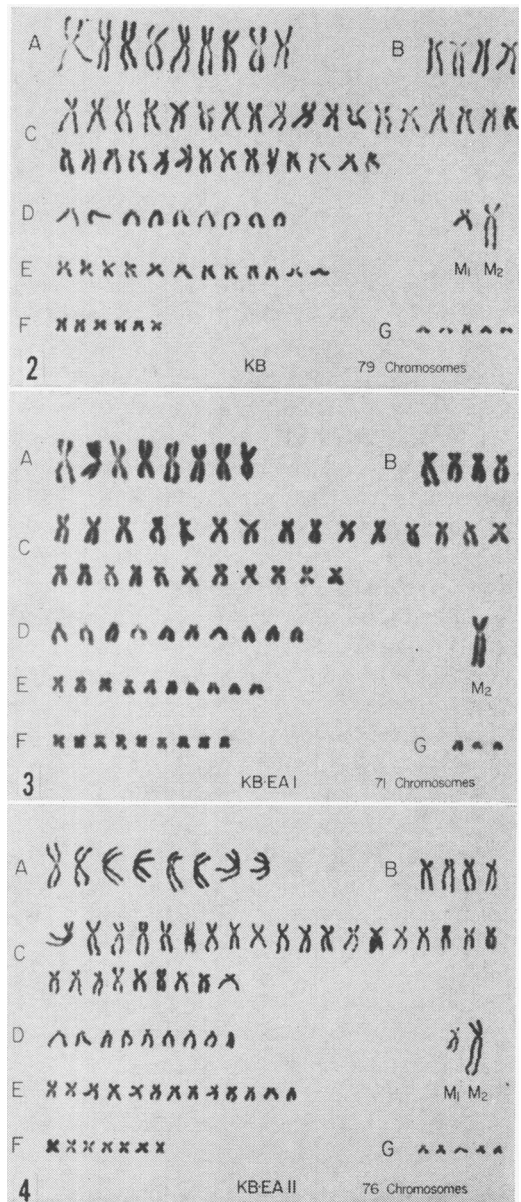 A B
C
D
M1 M2
E
F G
2 KB 79 Chromosomes
A B
C
D
M2
E
F G
3 KB·EA I 71 Chromosomes
A B
C
D
M1 M2
E
F G
4 KB·EA II 76 Chromosomes